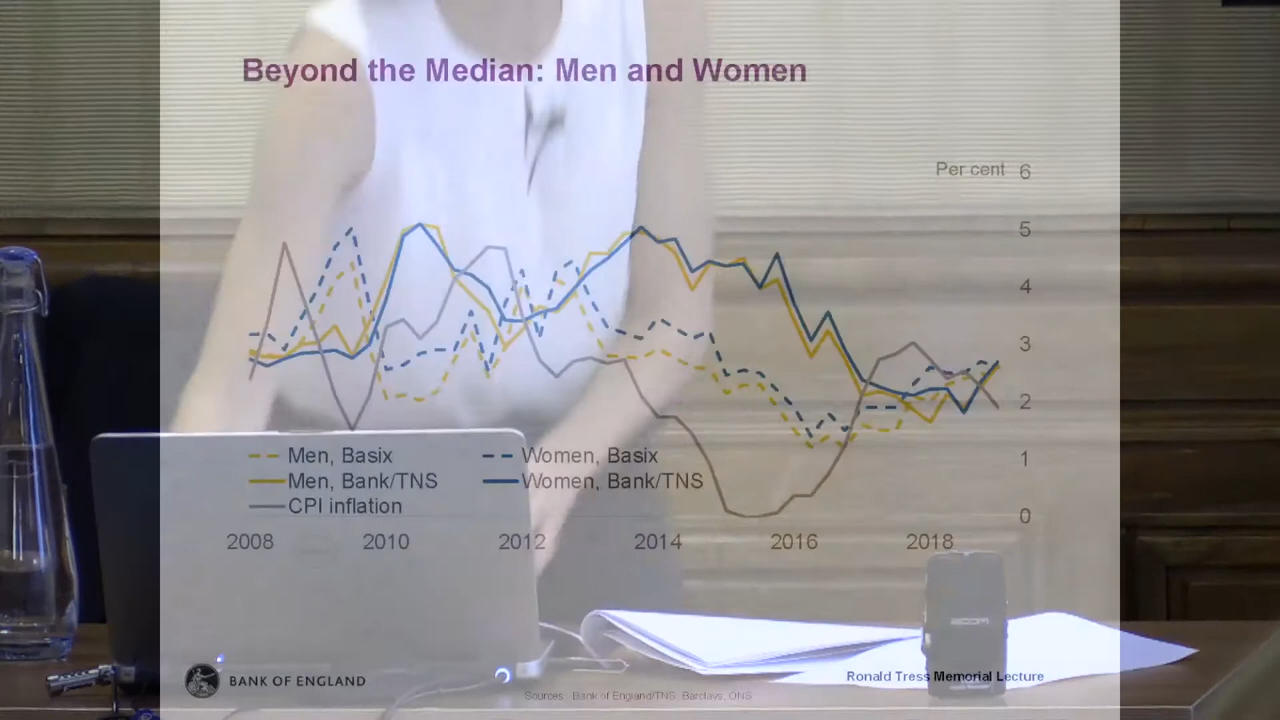 Beyond the Median: Men and Women
Per cent 6
5
4
3
2
1
0
Men, Basix
Women, Basix
Men, Bank/TNS
Women, Bank/TNS
CPI inflation
2008 2010 2012 2014 2016 2018
zoom
BANK OF ENGLAND
Ronald Tress Memorial Lecture
Sources: Bank of England/TNS, Barclays, ONS